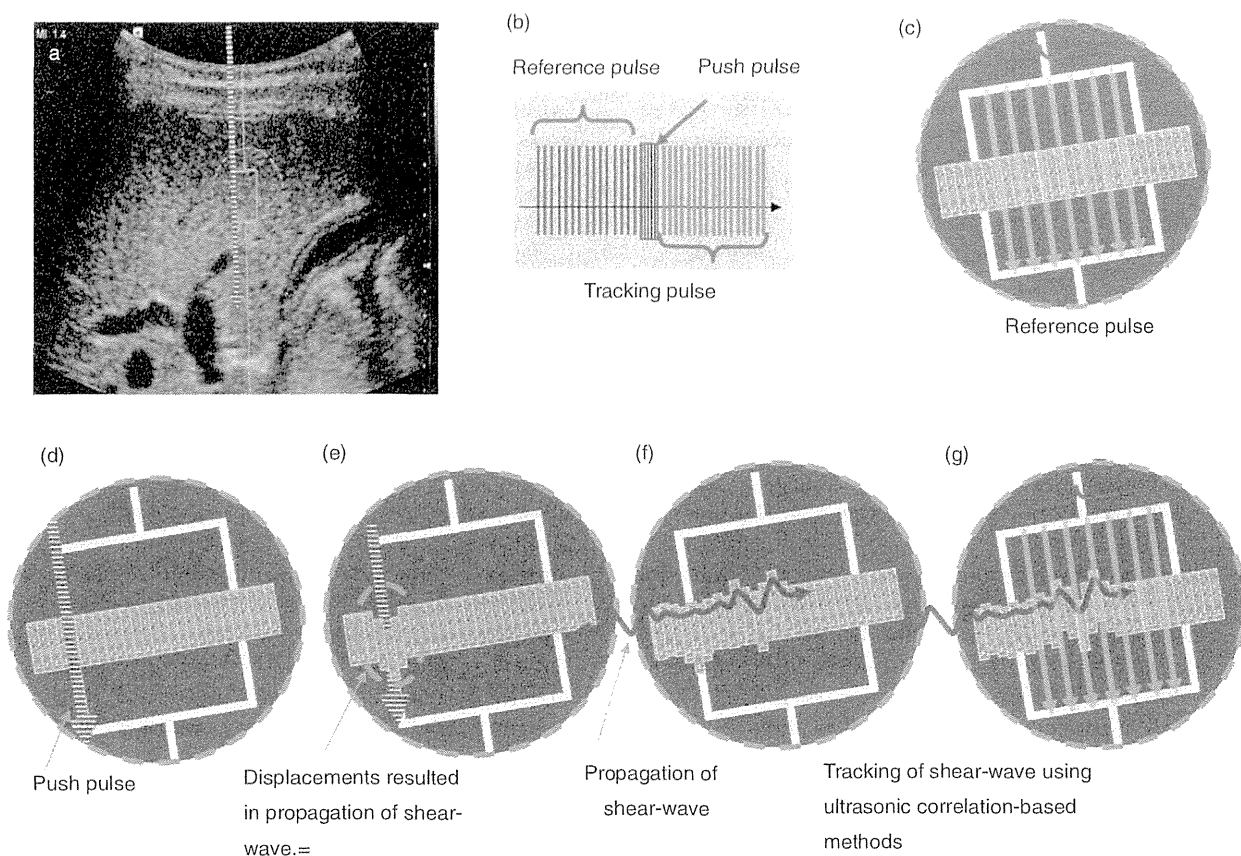 MI 1.4
a
(b)
Reference pulse
Push pulse
Tracking pulse
(c)
Reference pulse
(d)
Push pulse
(e)
Displacements resulted
in propagation of shear-
wave.=
(f)
Propagation of
shear-wave
(g)
Tracking of shear-wave using
ultrasonic correlation-based
methods